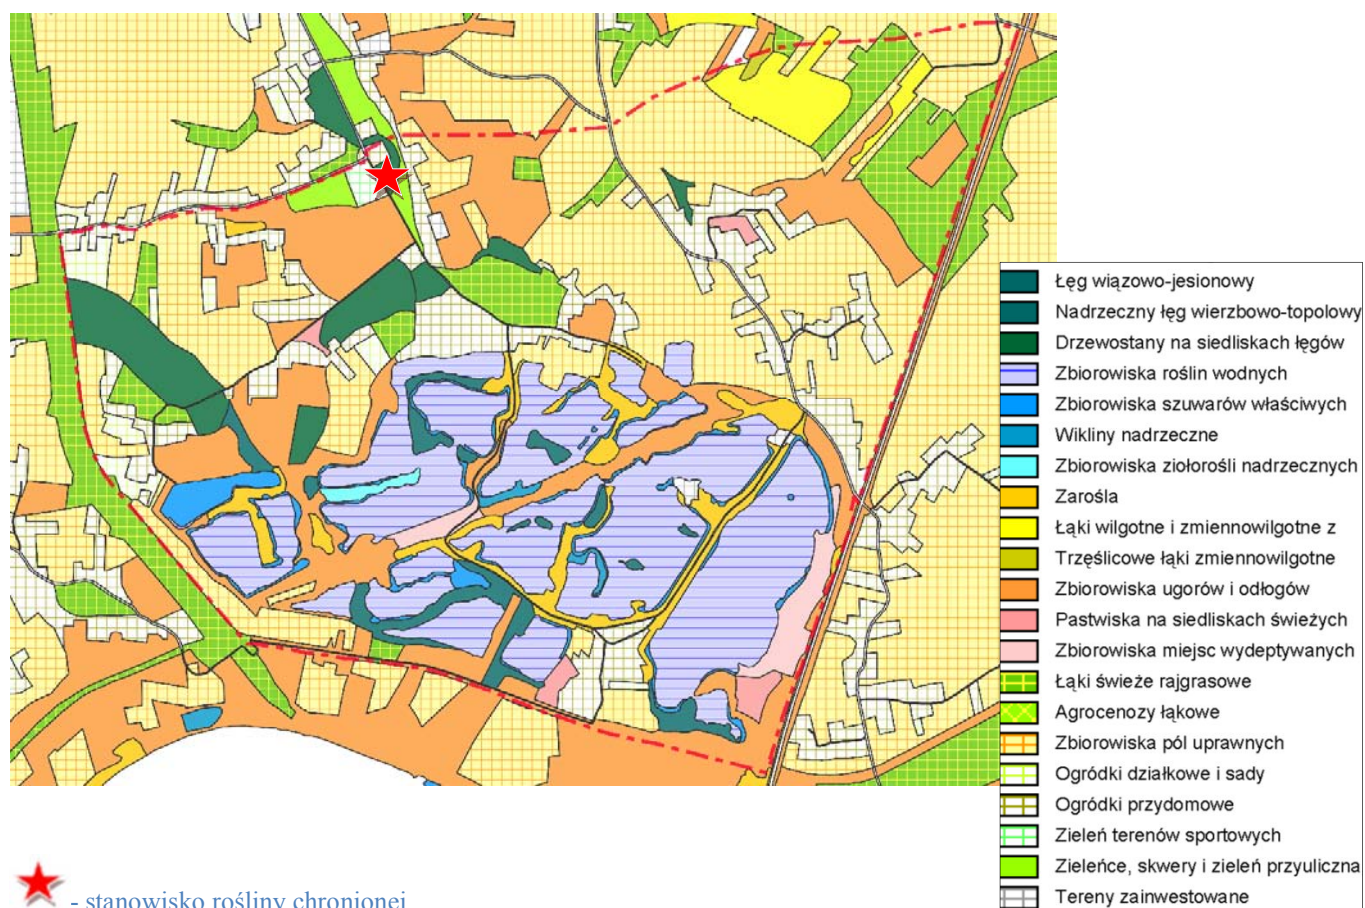 Łęg wiązowo-jesionowy
Nadrzeczny łęg wierzbowo-topolowy
Drzewostany na siedliskach łęgów
Zbiorowiska roślin wodnych
Zbiorowiska szuwarów właściwych
Wikliny nadrzeczne
Zbiorowiska ziołorośli nadrzecznych
Zarośla
Łąki wilgotne i zmiennowilgotne z
Trzęślicowe łąki zmiennowilgotne
Zbiorowiska ugorów i odłogów
Pastwiska na siedliskach świeżych
Zbiorowiska miejsc wydeptywanych
Łąki świeże rajgrasowe
Agrocenozy łąkowe
Zbiorowiska pól uprawnych
Ogródki działkowe i sady
Ogródki przydomowe
Zieleń terenów sportowych
Zieleńce, skwery i zieleń przyuliczna
Tereny zainwestowane
- stanowisko rośliny chronionej